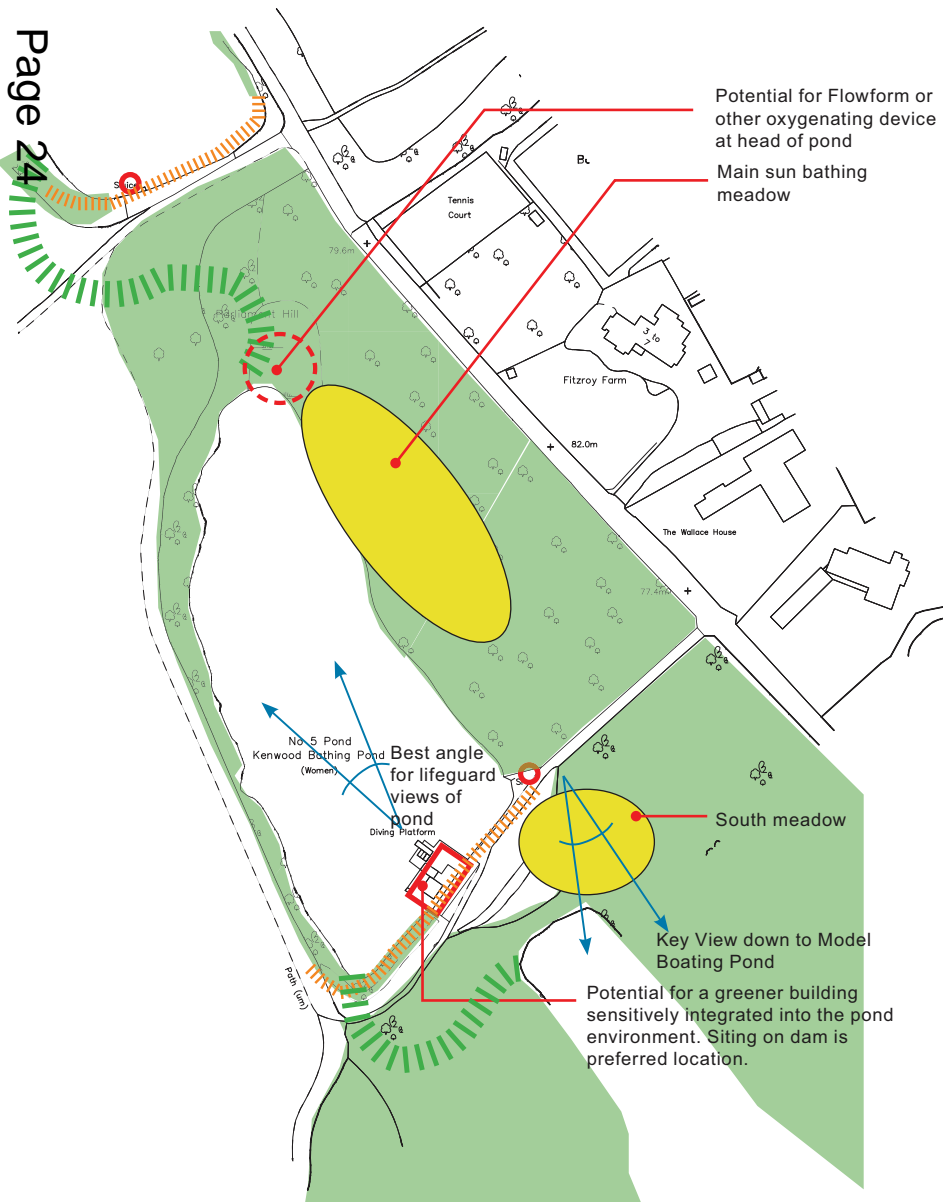 Page 24
Potential for Flowform or
other oxygenating device
at head of pond
Main sun bathing
meadow
Tennis
Court
79.6m
3 to
7
Fitzroy Farm
82.0m
The Wallace House
77.4m
No 5 Pond
Kenwood Bathing Pond
(Women)
Best angle
for lifeguard
views of
pond
Diving Platform
South meadow
Key View down to Model
Boating Pond
Potential for a greener building
sensitively integrated into the pond
environment. Siting on dam is
preferred location.
Path (um)